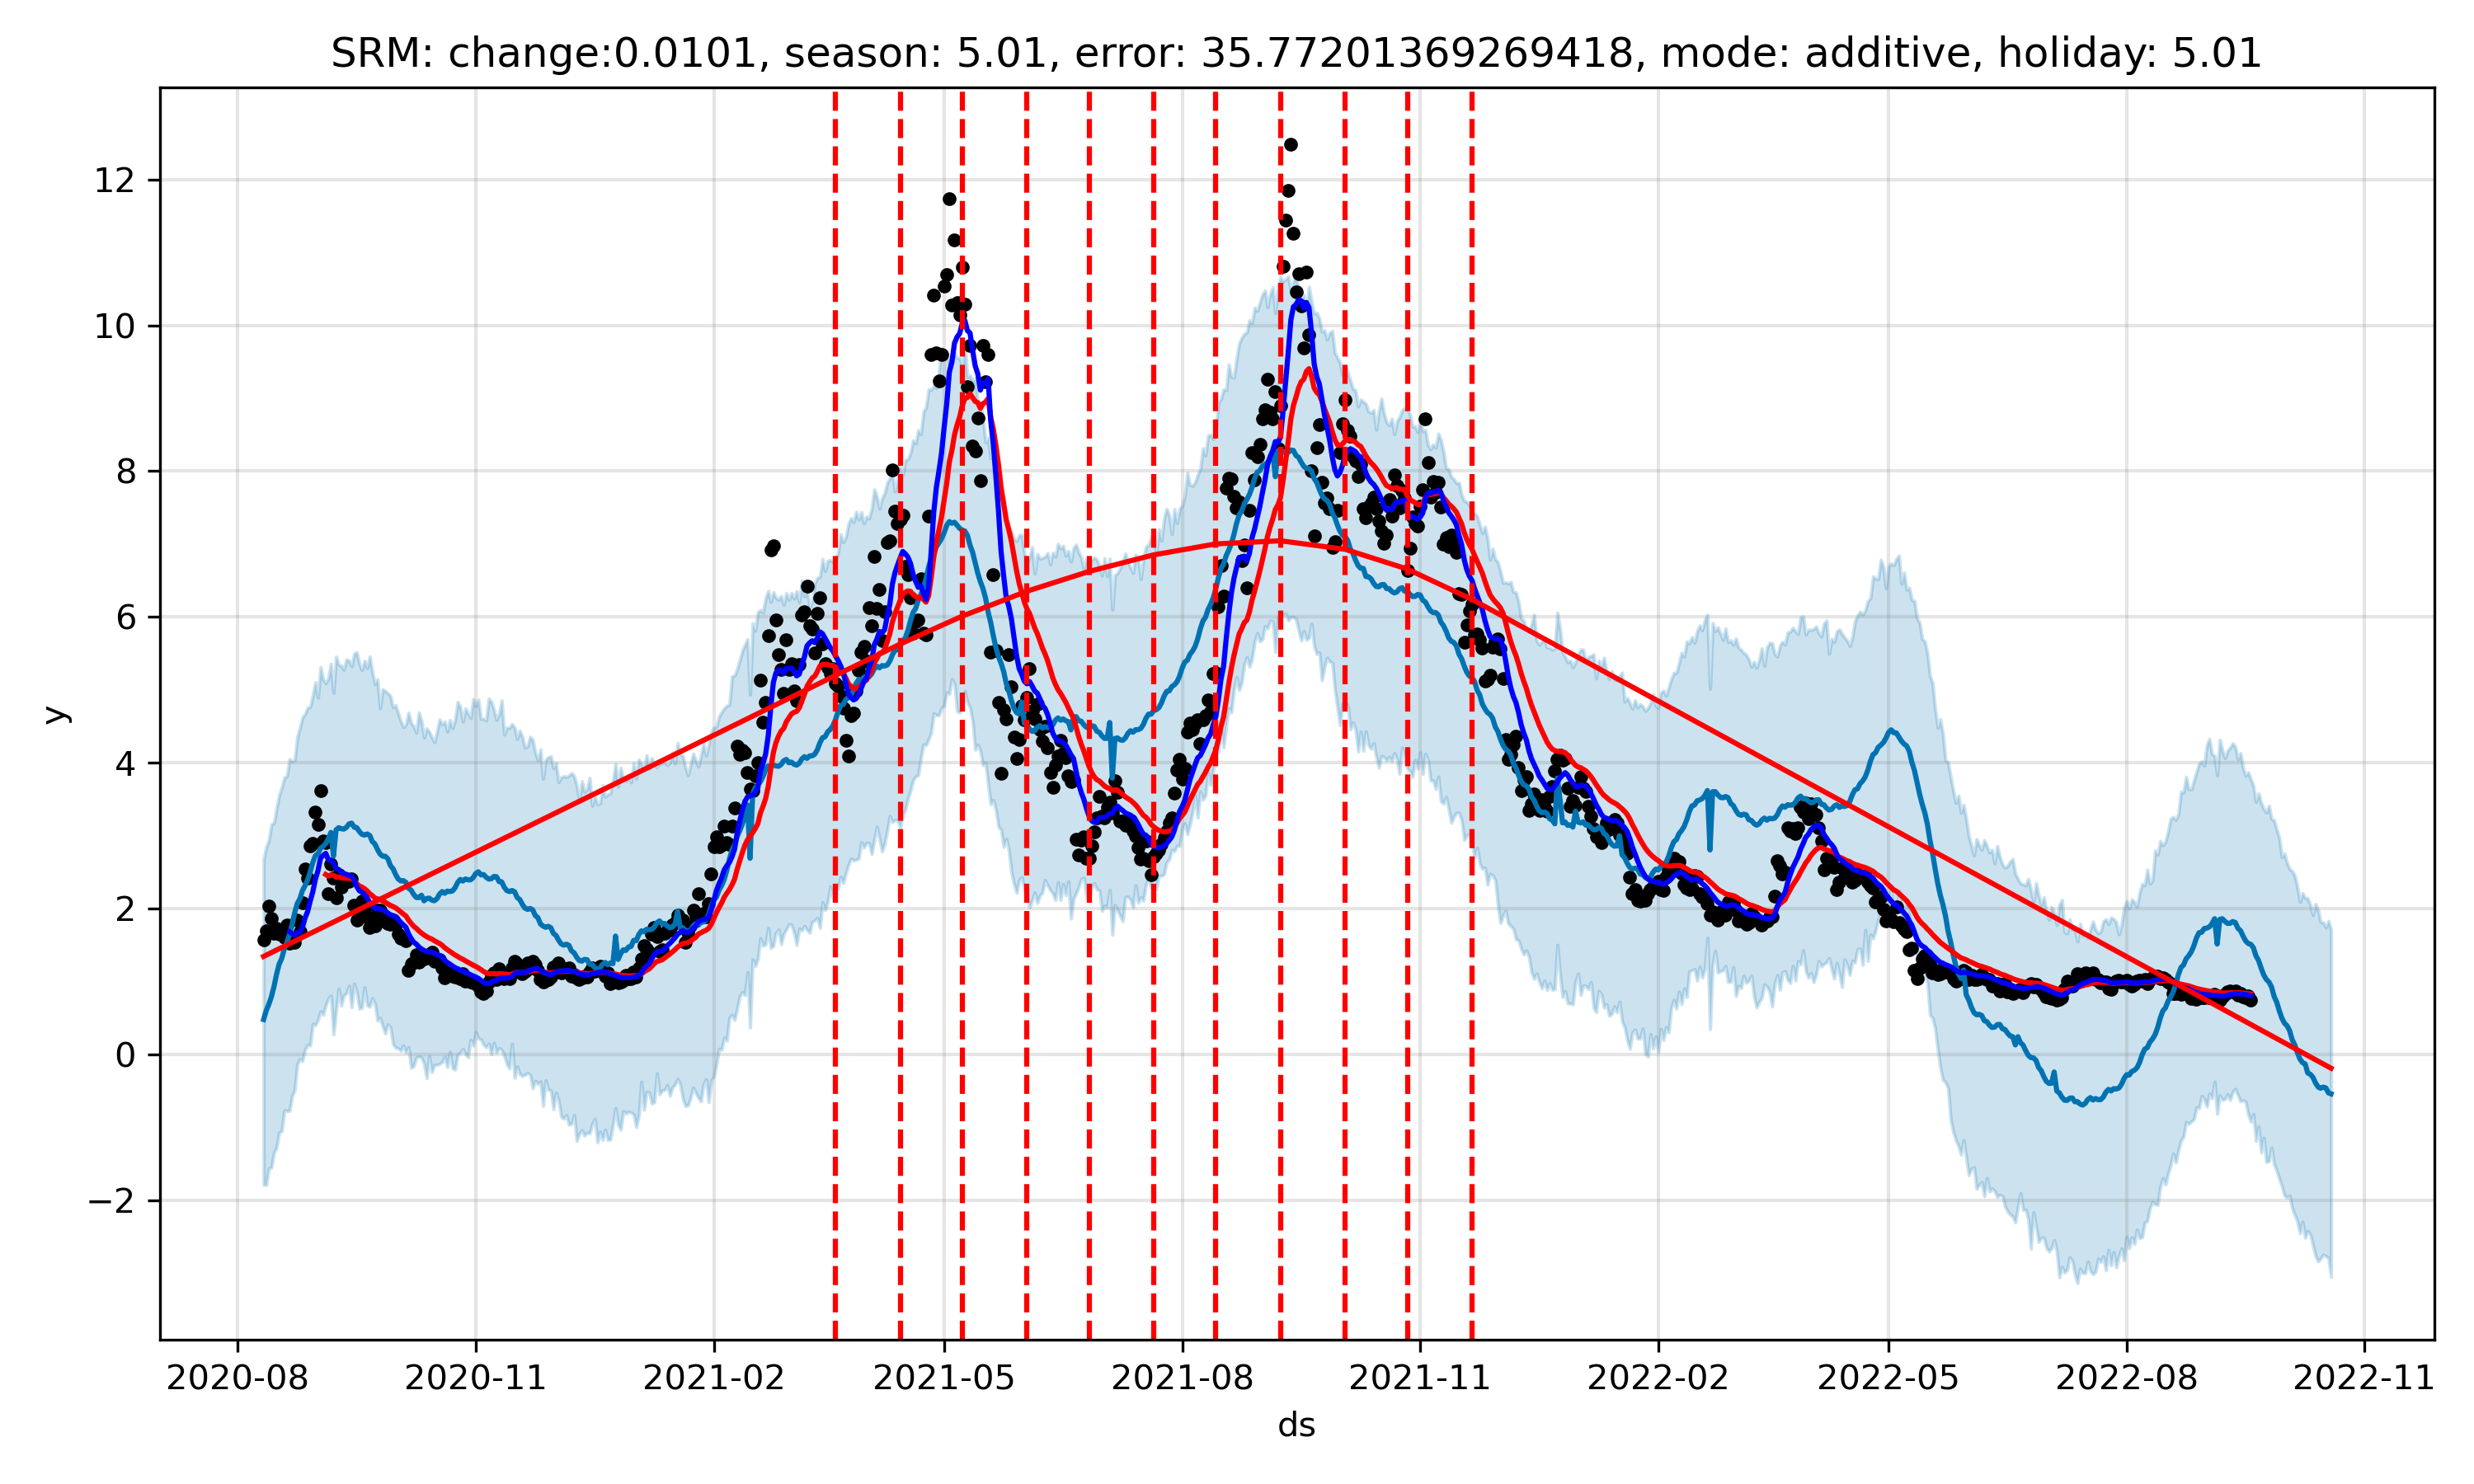 SRM: change:0.0101, season: 5.01, error: 35.77201369269418, mode: additive, holiday: 5.01
12
10
8
6
4
2
0
−2
y
2020-08 2020-11 2021-02 2021-05 2021-08 2021-11 2022-02 2022-05 2022-08 2022-11
ds